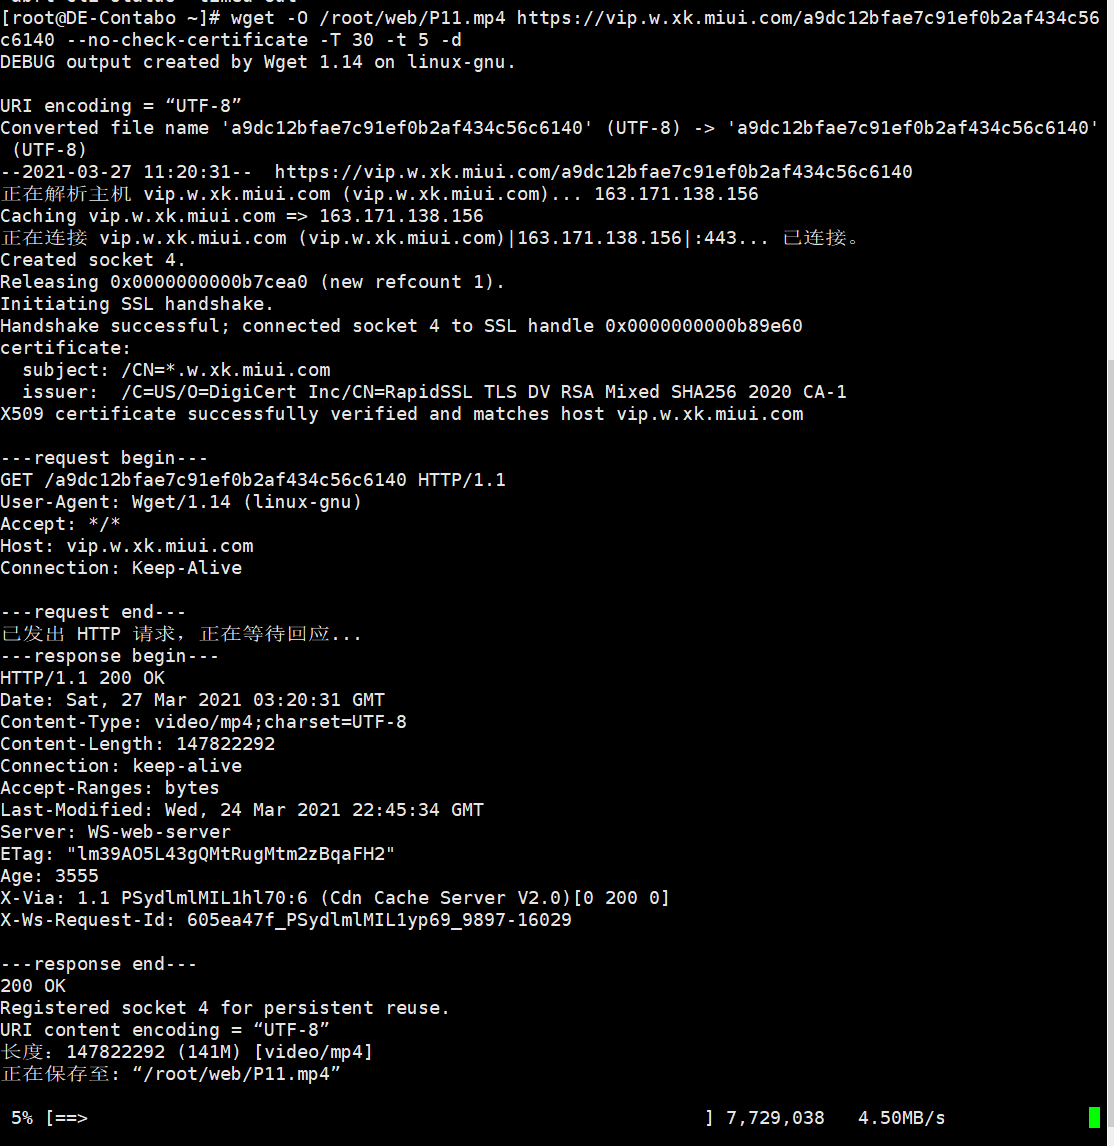 [root@DE-Contabo ~]# wget -O /root/web/P11.mp4 https://vip.w.xk.miui.com/a9dc12bfae7c91ef0b2af434c56
c6140 --no-check-certificate -T 30 -t 5 -d
DEBUG output created by Wget 1.14 on linux-gnu.
URI encoding = “UTF-8”
Converted file name 'a9dc12bfae7c91ef0b2af434c56c6140' (UTF-8) -> 'a9dc12bfae7c91ef0b2af434c56c6140'
(UTF-8)
--2021-03-27 11:20:31-- https://vip.w.xk.miui.com/a9dc12bfae7c91ef0b2af434c56c6140
正在解析主机 vip.w.xk.miui.com (vip.w.xk.miui.com)... 163.171.138.156
Caching vip.w.xk.miui.com => 163.171.138.156
正在连接 vip.w.xk.miui.com (vip.w.xk.miui.com)|163.171.138.156|:443... 已连接。
Created socket 4.
Releasing 0x0000000000b7cea0 (new refcount 1).
Initiating SSL handshake.
Handshake successful; connected socket 4 to SSL handle 0x0000000000b89e60
certificate:
subject: /CN=*.w.xk.miui.com
issuer: /C=US/O=DigiCert Inc/CN=RapidSSL TLS DV RSA Mixed SHA256 2020 CA-1
X509 certificate successfully verified and matches host vip.w.xk.miui.com
---request begin---
GET /a9dc12bfae7c91ef0b2af434c56c6140 HTTP/1.1
User-Agent: Wget/1.14 (linux-gnu)
Accept: */*
Host: vip.w.xk.miui.com
Connection: Keep-Alive
---request end---
已发出 HTTP 请求，正在等待回应...
---response begin---
HTTP/1.1 200 OK
Date: Sat, 27 Mar 2021 03:20:31 GMT
Content-Type: video/mp4;charset=UTF-8
Content-Length: 147822292
Connection: keep-alive
Accept-Ranges: bytes
Last-Modified: Wed, 24 Mar 2021 22:45:34 GMT
Server: WS-web-server
ETag: "lm39AO5L43gQMtRugMtm2zBqaFH2"
Age: 3555
X-Via: 1.1 PSydlmlMIL1hl70:6 (Cdn Cache Server V2.0)[0 200 0]
X-Ws-Request-Id: 605ea47f_PSydlmlMIL1yp69_9897-16029
---response end---
200 OK
Registered socket 4 for persistent reuse.
URI content encoding = “UTF-8”
长度：147822292 (141M) [video/mp4]
正在保存至: “/root/web/P11.mp4”
5% [==> ] 7,729,038 4.50MB/s